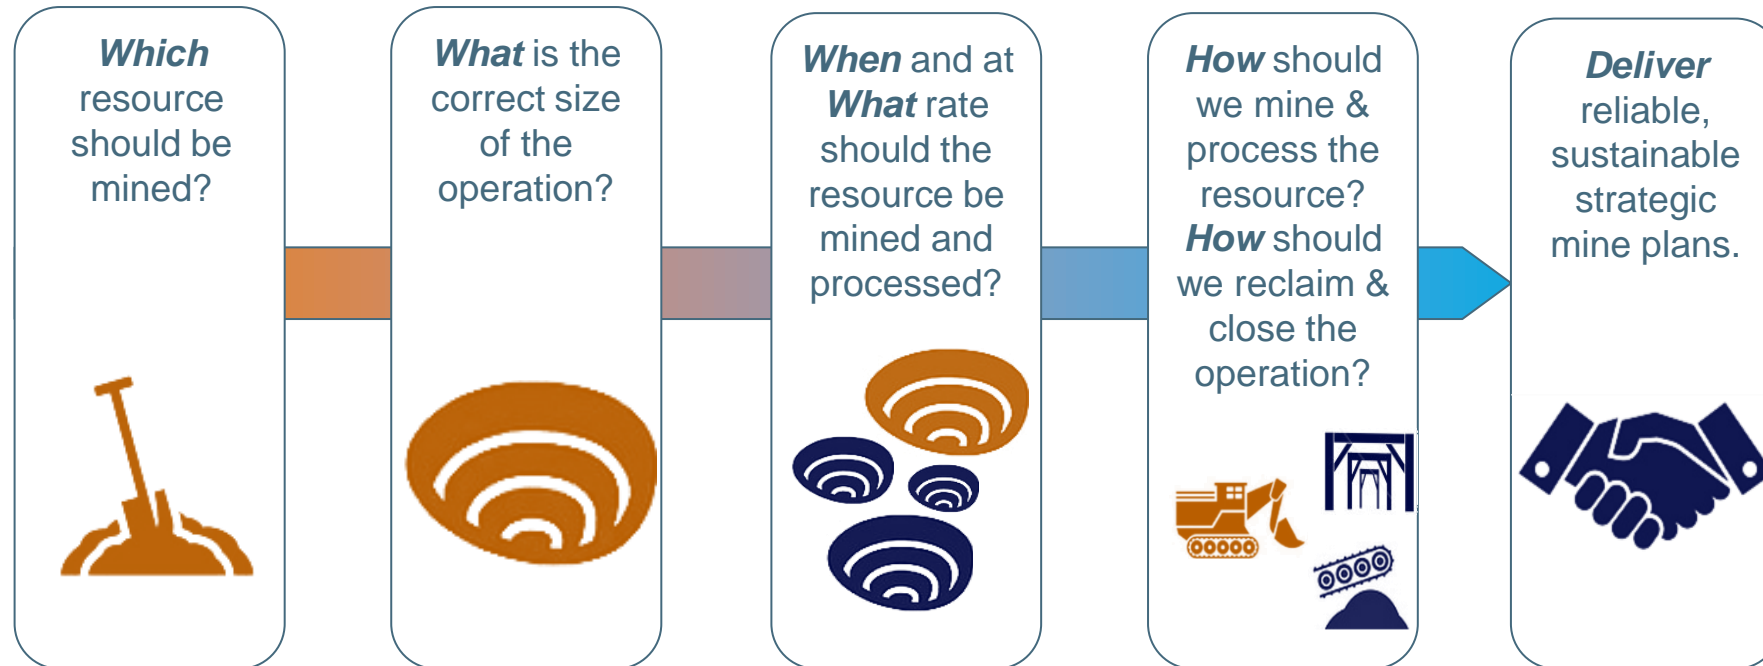 Which
resource
should be
mined?
What is the
correct size
of the
operation?
When and at
What rate
should the
resource be
mined and
processed?
How should
we mine &
process the
resource?
How should
we reclaim &
close the
operation?
Deliver
reliable,
sustainable
strategic
mine plans.